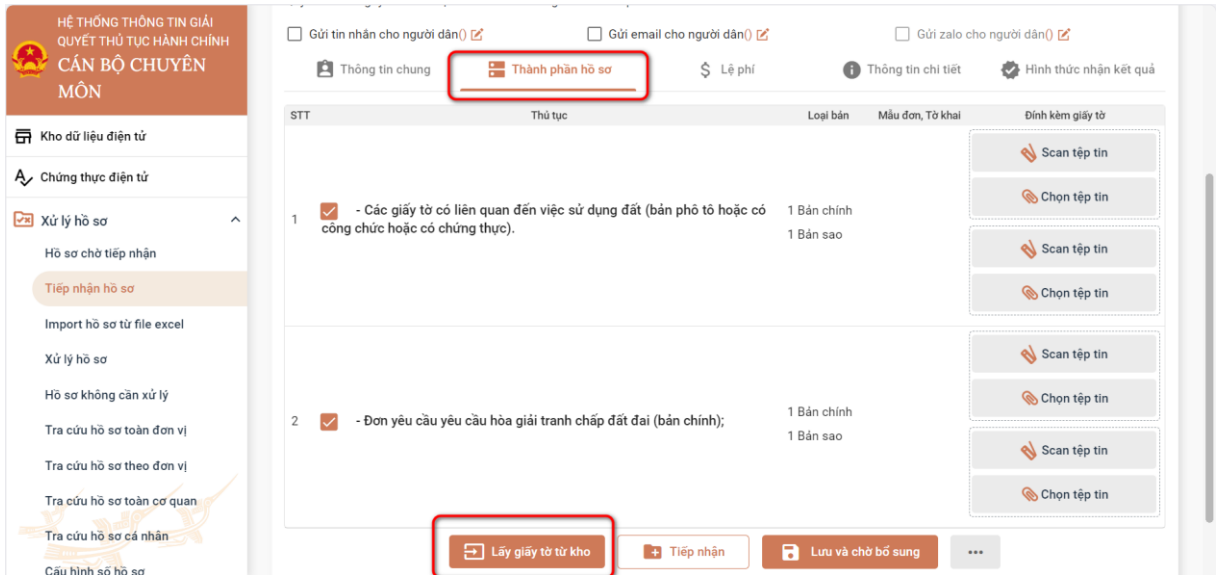 HỆ THỐNG THÔNG TIN GIẢI
QUYẾT THỦ TỤC HÀNH CHÍNH
CÁN BỘ CHUYÊN
MÔN
Kho dữ liệu điện tử
Chứng thực điện tử
Xử lý hồ sơ
Hồ sơ chờ tiếp nhận
Tiếp nhận hồ sơ
Import hồ sơ từ file excel
Xử lý hồ sơ
Hồ sơ không cần xử lý
Tra cứu hồ sơ toàn đơn vị
Tra cứu hồ sơ theo đơn vị
Tra cứu hồ sơ toàn cơ quan
Tra cứu hồ sơ cá nhân
Cấu hình số hồ sơ
Gửi tin nhắn cho người dân() Gửi email cho người dân() Gửi zalo cho người dân()
Thông tin chung Thành phần hồ sơ Lệ phí Thông tin chi tiết Hình thức nhận kết quả
STT Thủ tục Loại bản Mẫu đơn, Tờ khai Đính kèm giấy tờ
1 - Các giấy tờ có liên quan đến việc sử dụng đất (bản phô tô hoặc có
công chức hoặc có chứng thực).
1 Bản chính
1 Bản sao
Scan tệp tin
Chọn tệp tin
Scan tệp tin
Chọn tệp tin
2 - Đơn yêu cầu yêu cầu hòa giải tranh chấp đất đai (bản chính);
1 Bản chính
1 Bản sao
Scan tệp tin
Chọn tệp tin
Scan tệp tin
Chọn tệp tin
Lấy giấy tờ từ kho Tiếp nhận Lưu và chờ bổ sung